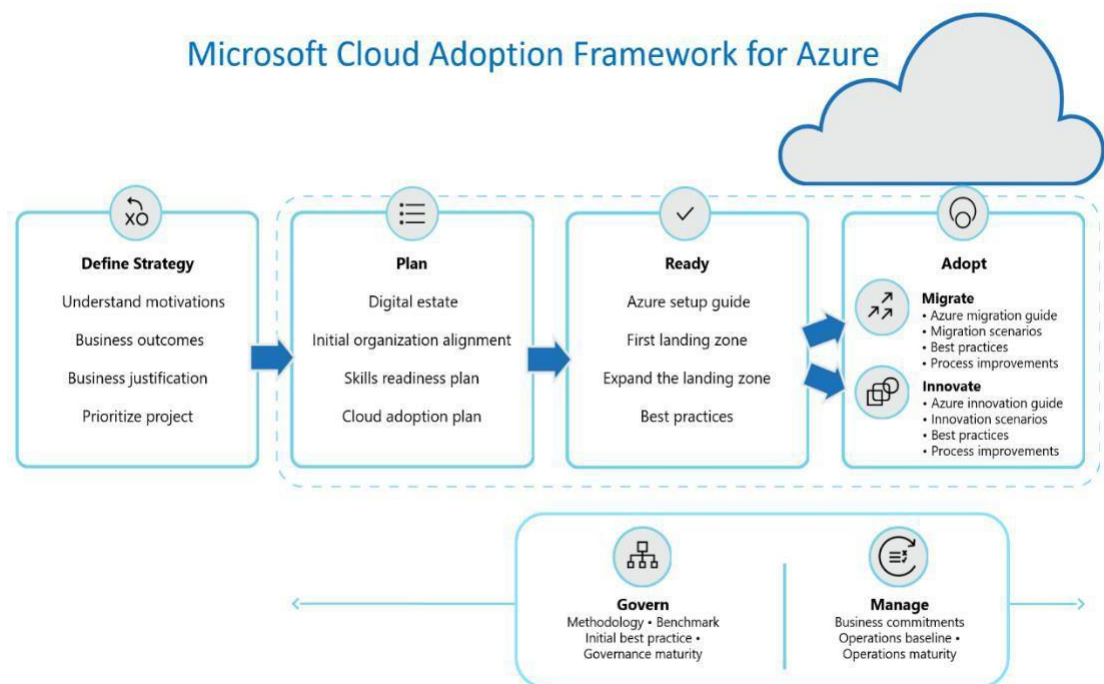 Microsoft Cloud Adoption Framework for Azure
XO
Define Strategy
Understand motivations
Business outcomes
Business justification
Prioritize project
Plan
Digital estate
Initial organization alignment
Skills readiness plan
Cloud adoption plan
Ready
Azure setup guide
First landing zone
Expand the landing zone
Best practices
Adopt
Migrate
• Azure migration guide
• Migration scenarios
• Best practices
• Process improvements
Innovate
• Azure innovation guide
• Innovation scenarios
• Best practices
• Process improvements
Govern
Methodology • Benchmark
Initial best practice •
Governance maturity
Manage
Business commitments
Operations baseline •
Operations maturity